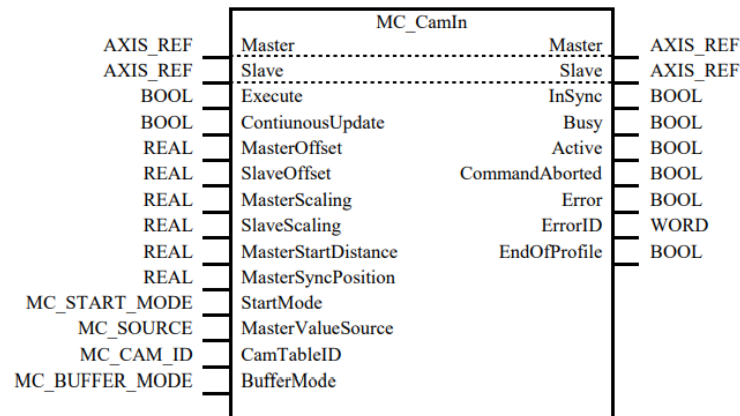 MC_CamIn
AXIS_REF Master Master AXIS_REF
AXIS_REF Slave Slave AXIS_REF
BOOL Execute InSync BOOL
BOOL ContiunousUpdate Busy BOOL
REAL MasterOffset Active BOOL
REAL SlaveOffset CommandAborted BOOL
REAL MasterScaling Error BOOL
REAL SlaveScaling ErrorID WORD
REAL MasterStartDistance EndOfProfile BOOL
REAL MasterSyncPosition
MC_START_MODE StartMode
MC_SOURCE MasterValueSource
MC_CAM_ID CamTableID
MC_BUFFER_MODE BufferMode